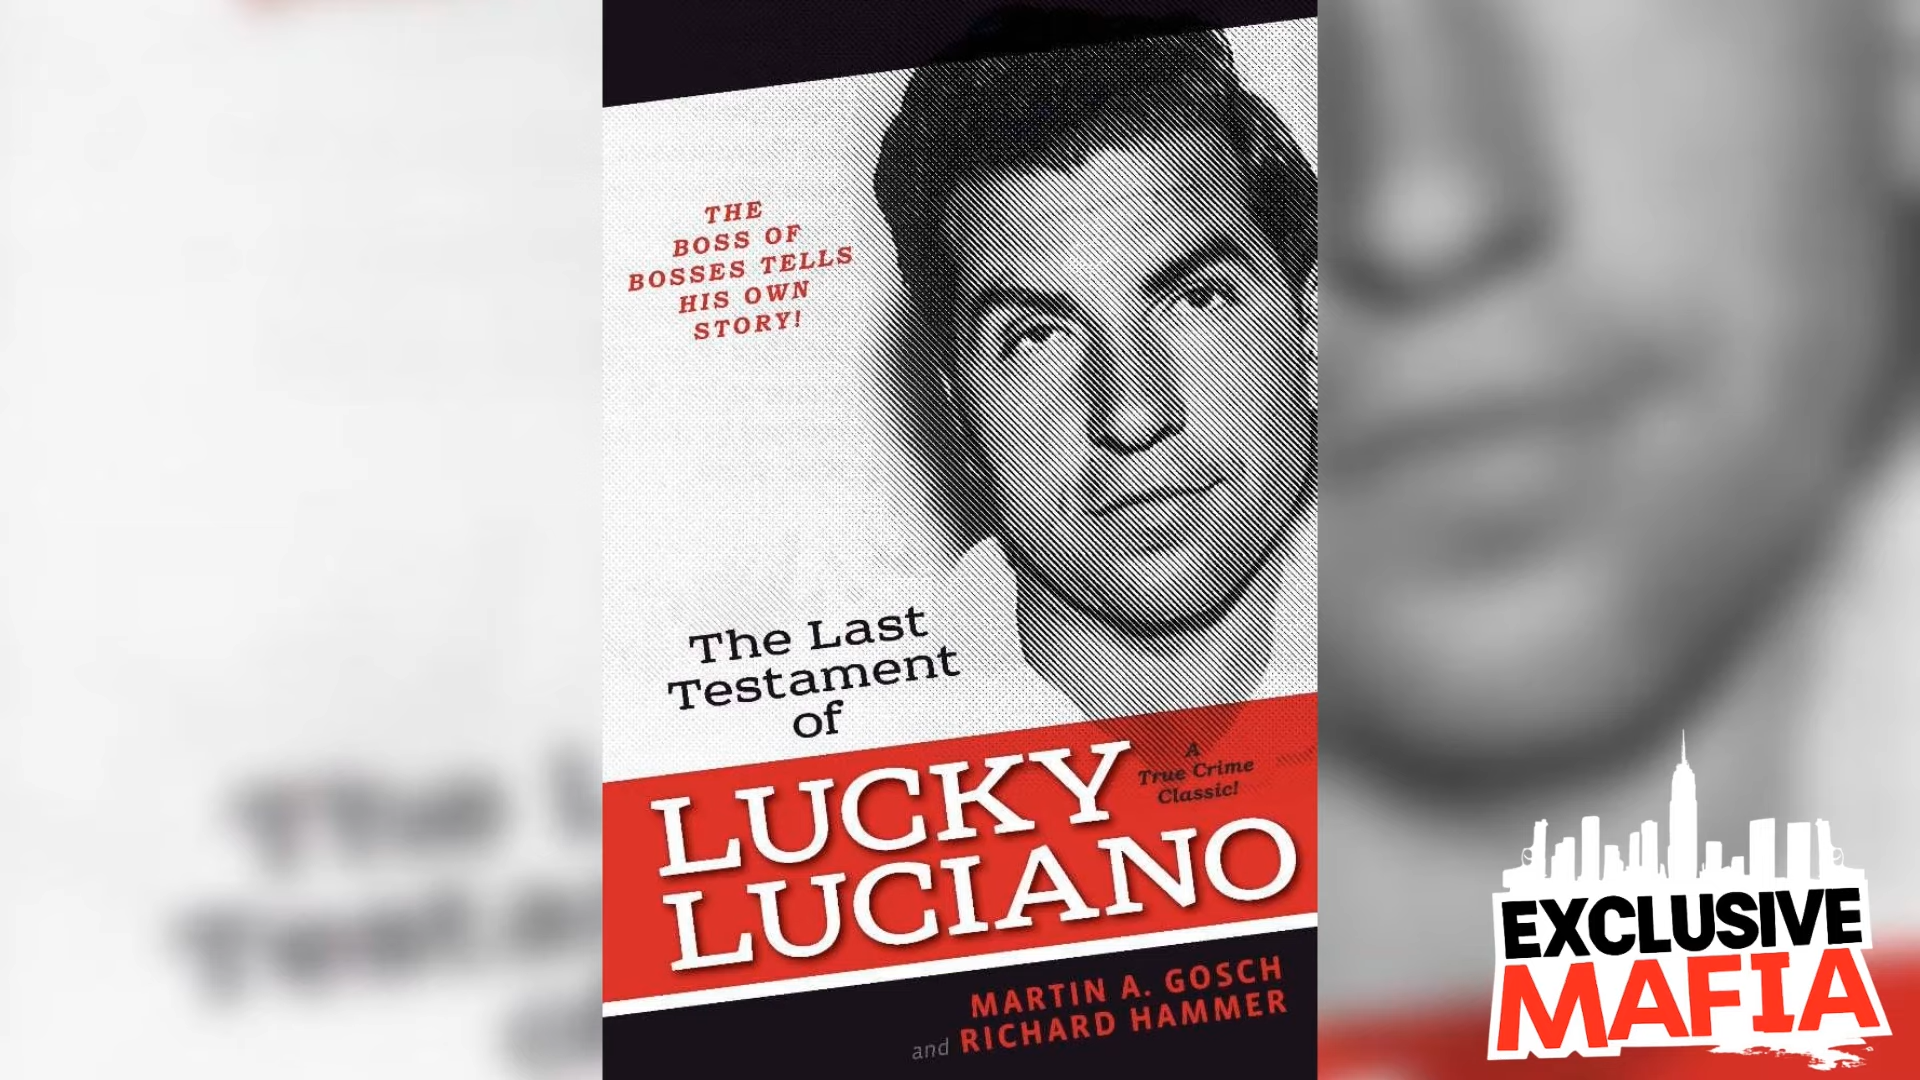 THE
BOSS OF
BOSSES TELLS
HIS OWN
STORY!
The Last
Testament
of
LUCKY
LUCIANO
A
True Crime
Classic!
MARTIN A. GOSCH
and RICHARD HAMMER
EXCLUSIVE
MAFIA